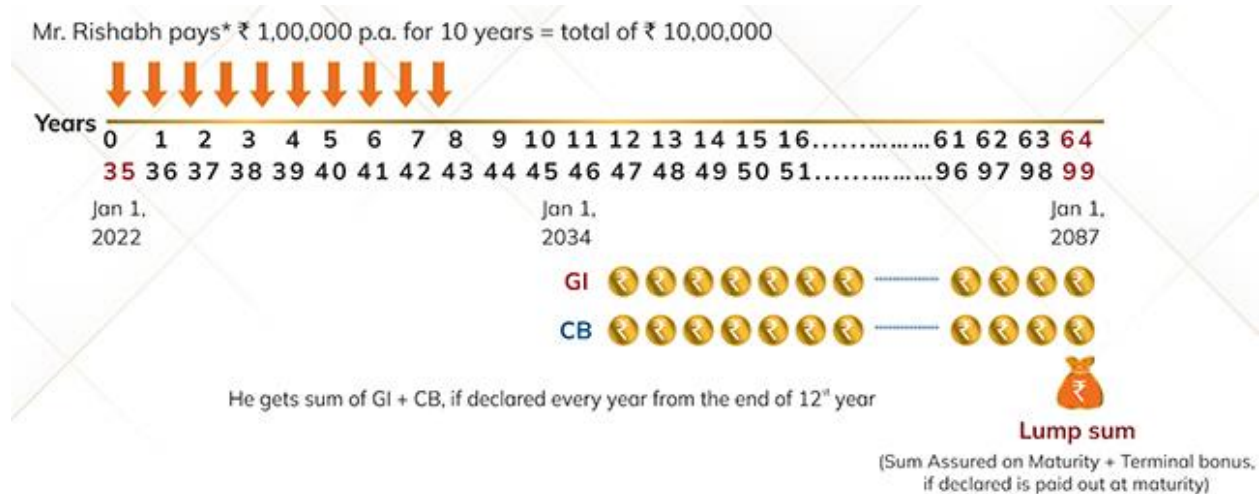 Mr. Rishabh pays* ₹ 1,00,000 p.a. for 10 years = total of ₹ 10,00,000
Years
0 1 2 3 4 5 6 7 8 9 10 11 12 13 14 15 16................61 62 63 64
35 36 37 38 39 40 41 42 43 44 45 46 47 48 49 50 51................96 97 98 99
Jan 1,
2022
Jan 1,
2034
Jan 1,
2087
GI ₹ ₹ ₹ ₹ ₹ ₹ ₹ ₹ ₹ ₹ ₹
CB ₹ ₹ ₹ ₹ ₹ ₹ ₹ ₹ ₹ ₹ ₹
₹
He gets sum of GI + CB, if declared every year from the end of 12st year
Lump sum
(Sum Assured on Maturity + Terminal bonus,
if declared is paid out at maturity)